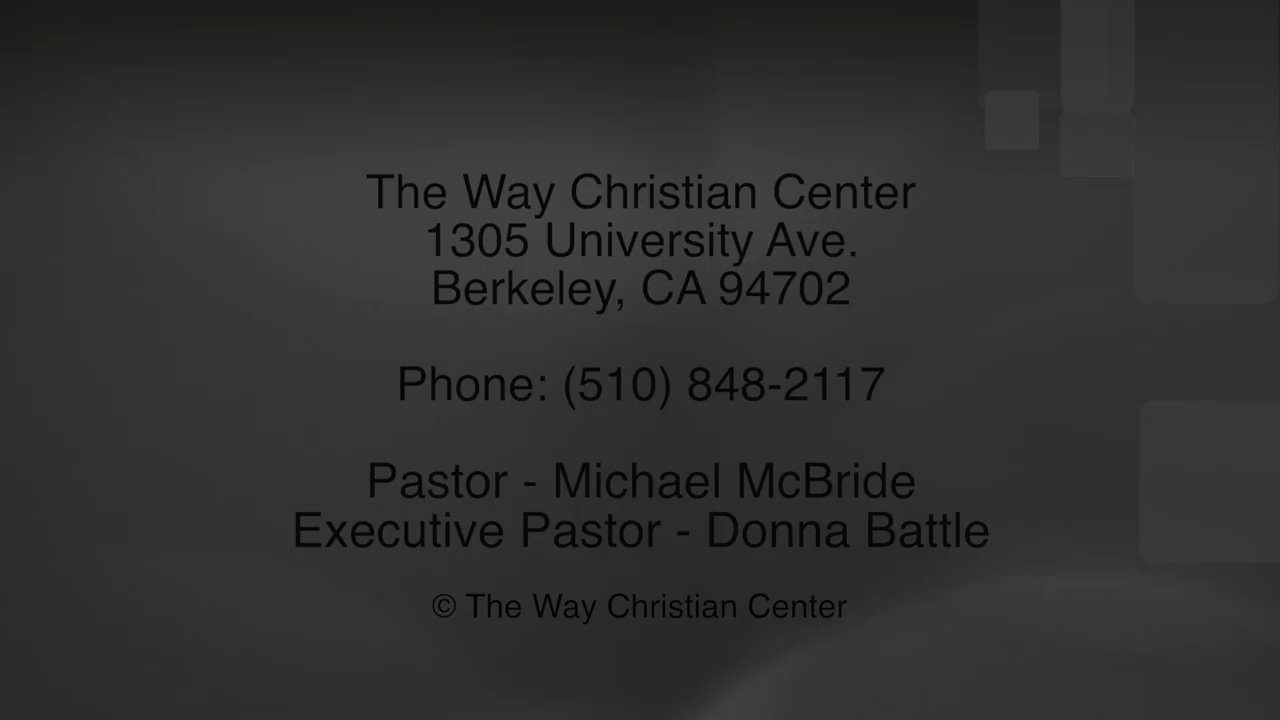 The Way Christian Center
1305 University Ave.
Berkeley, CA 94702
Phone: (510) 848-2117
Pastor - Michael McBride
Executive Pastor - Donna Battle
© The Way Christian Center